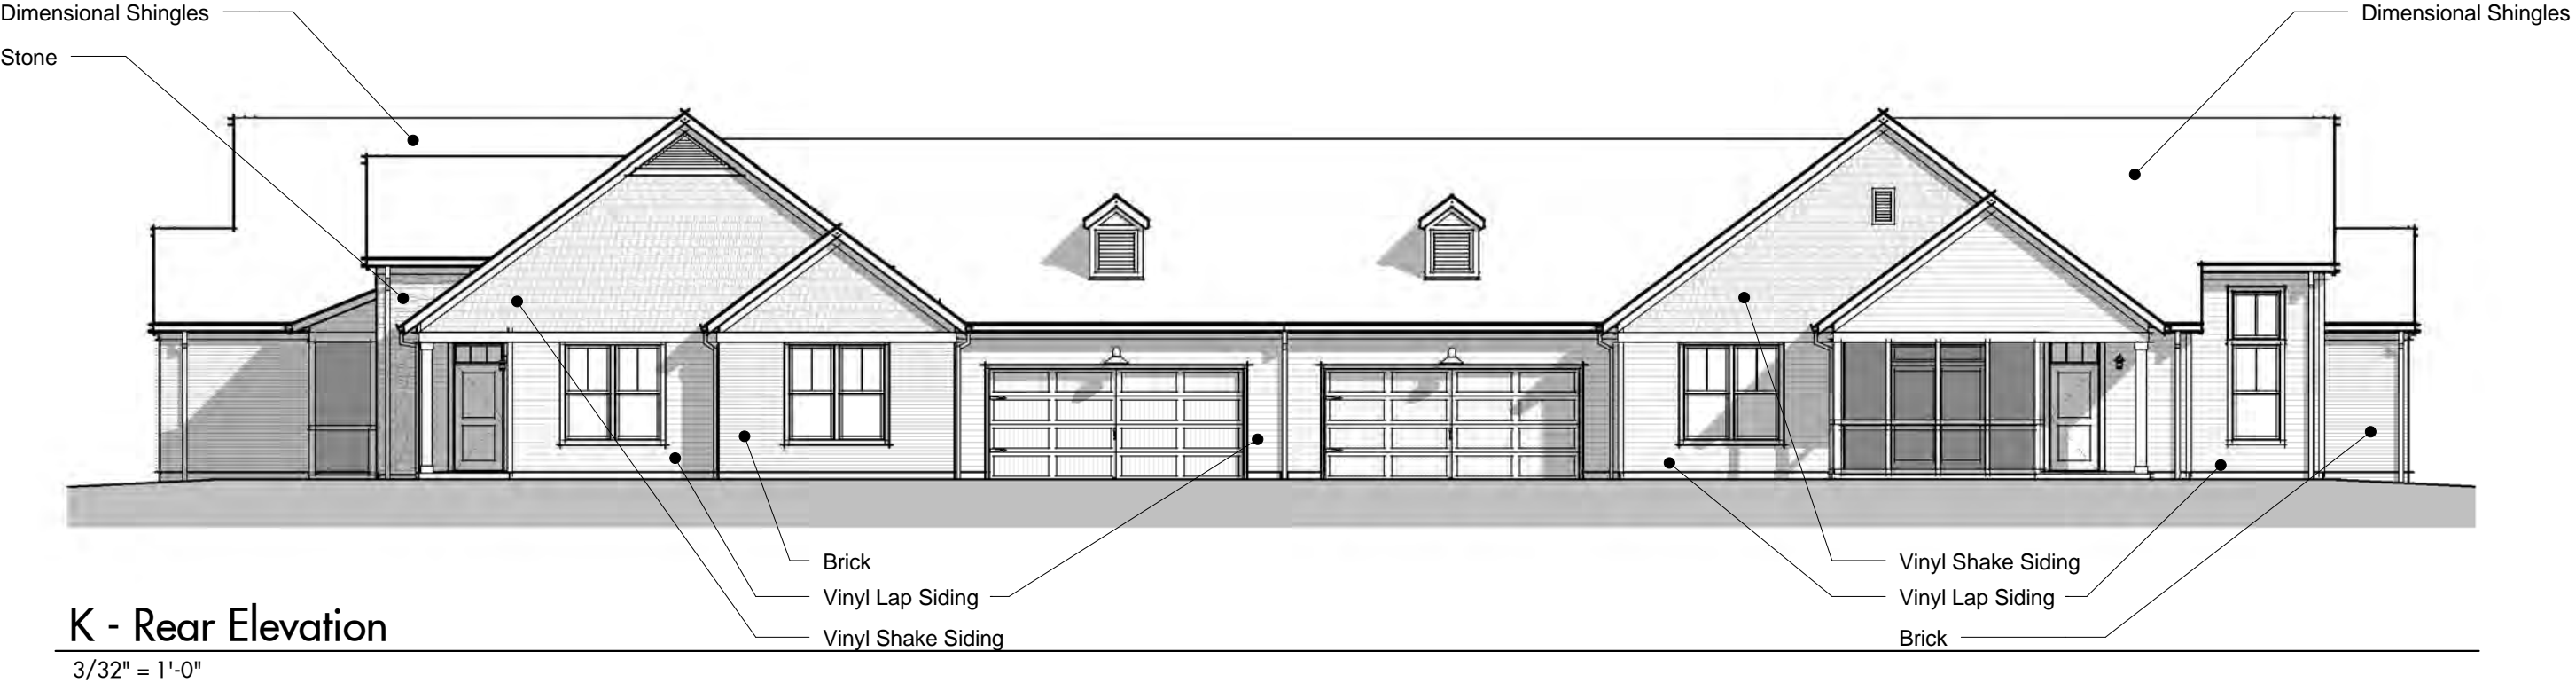 Dimensional Shingles
Dimensional Shingles
Stone
Brick
Vinyl Shake Siding
Vinyl Lap Siding
Vinyl Lap Siding
Vinyl Shake Siding
Brick
K - Rear Elevation
3/32" = 1'-0"